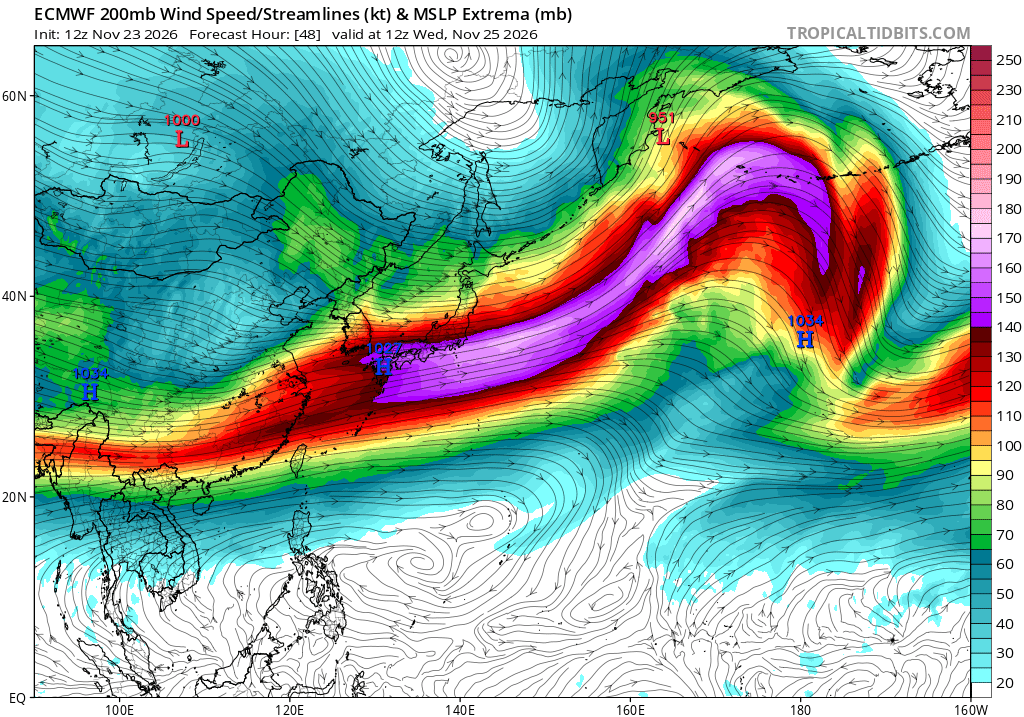 ECMWF 200mb Wind Speed/Streamlines (kt) & MSLP Extrema (mb)
Init: 12z Nov 23 2026 Forecast Hour: [48] valid at 12z Wed, Nov 25 2026
TROPICALTIDBITS.COM
250
60N
230
951
1000
L
L
210
200
190
180
170
160
40N
150
1034
140
H
1027
H
130
1034
H
120
110
100
20N
90
80
70
60
50
40
30
20
EQ
100E
120E
140E
160E
180
160W